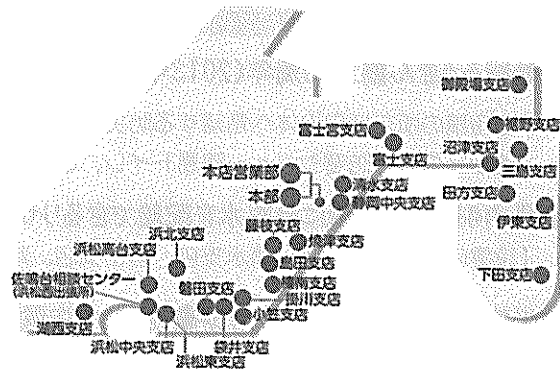 御殿場支店
裾野支店
富士宮支店
沼津支店
富士支店
三島支店
本店営業部
清水支店
本部
静岡中央支店
田方支店
伊東支店
藤枝支店
焼津支店
浜北支店
浜松高台支店
島田支店
下田支店
佐鳴台相談センター
(浜松西出張所)
磐田支店
榛南支店
掛川支店
小笠支店
湖西支店
浜松中央支店
袋井支店
浜松東支店